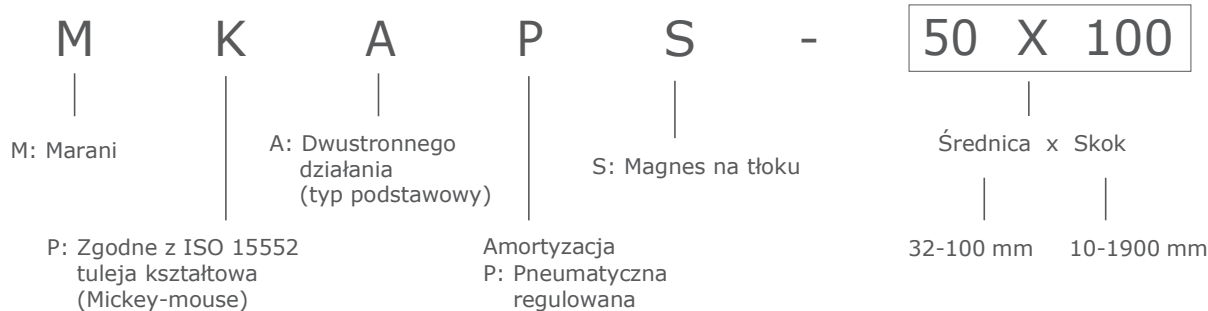 M K A P S - 50 X 100
M: Marani
P: Zgodne z ISO 15552
tuleja kształtowa
(Mickey-mouse)
A: Dwustronnego
działania
(typ podstawowy)
Amortyzacja
P: Pneumatyczna
regulowana
S: Magnes na tłoku
Średnica x Skok
32-100 mm 10-1900 mm